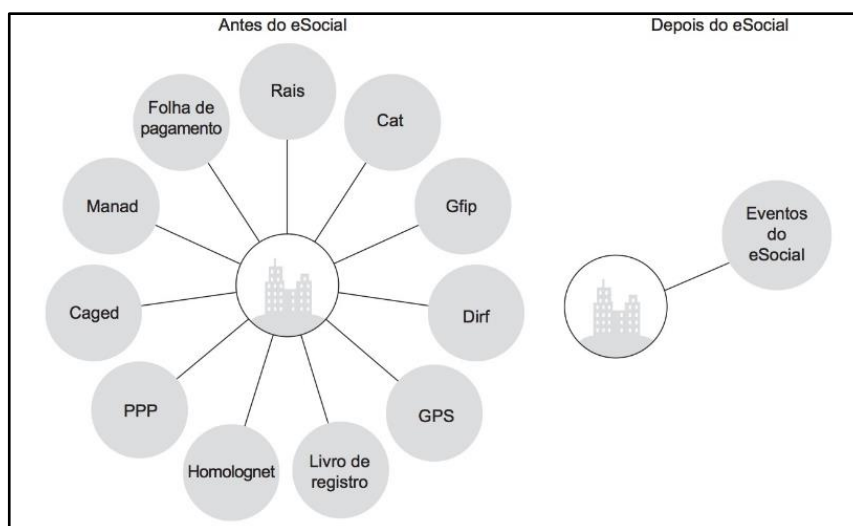 Antes do eSocial
Depois do eSocial
Rais
Folha de
pagamento
Cat
Manad
Gfip
Eventos
do
eSocial
Caged
Dirf
PPP
GPS
Homolognet
Livro de
registro